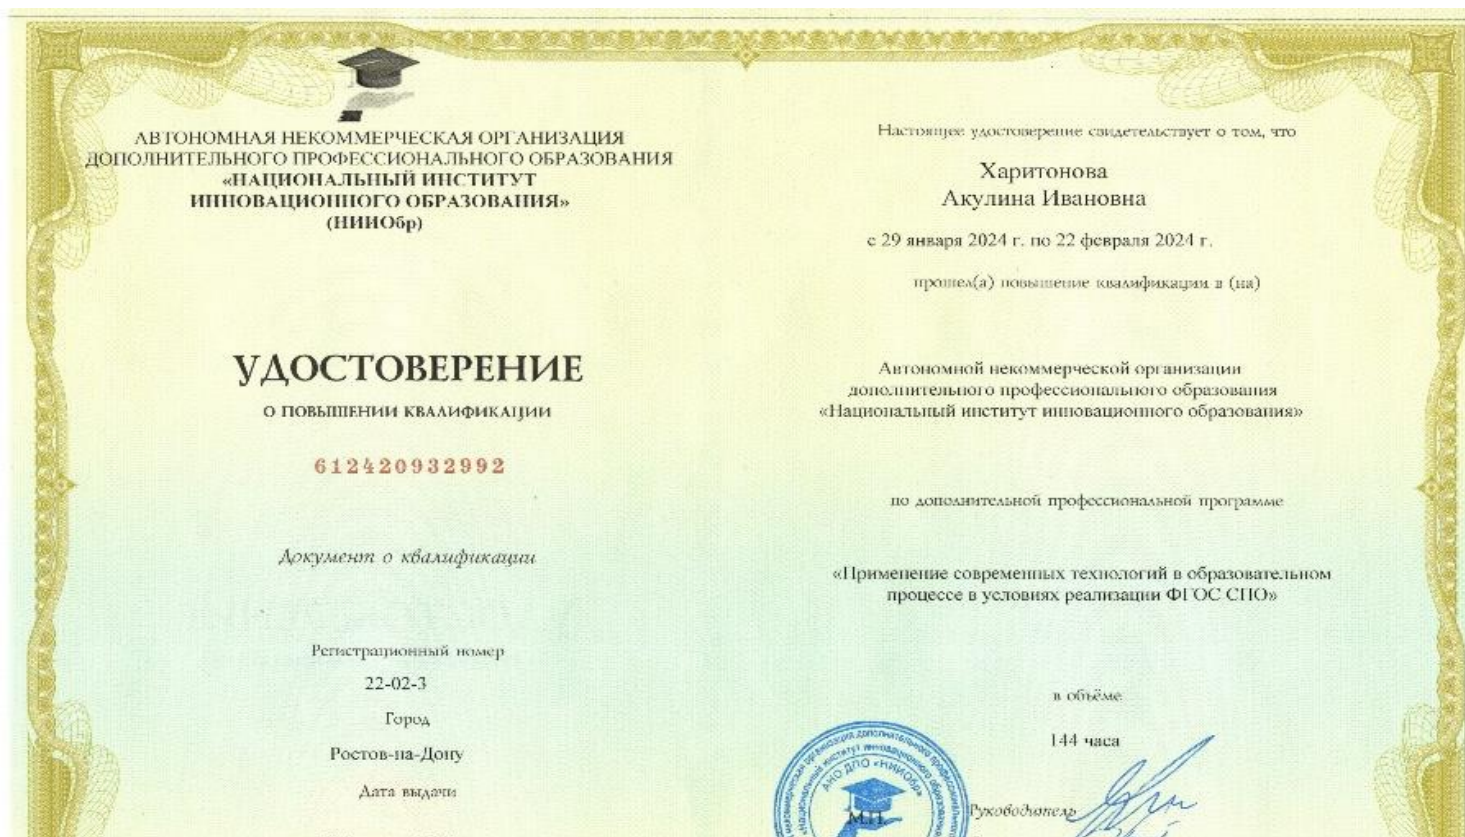 АВТОНОМНАЯ НЕКОММЕРЧЕСКАЯ ОРГАНИЗАЦИЯ
ДОПОЛНИТЕЛЬНОГО ПРОФЕССИОНАЛЬНОГО ОБРАЗОВАНИЯ
«НАЦИОНАЛЬНЫЙ ИНСТИТУТ
ИННОВАЦИОННОГО ОБРАЗОВАНИЯ»
(НИИОбр)
УДОСТОВЕРЕНИЕ
О ПОВЫШЕНИИ КВАЛИФИКАЦИИ
612420932992
Документ о квалификации
Регистрационный номер
22-02-3
Город
Ростов-на-Дону
Дата выдачи
Настоящее удостоверение свидетельствует о том, что
Харитонова
Акулина Ивановна
с 29 января 2024 г. по 22 февраля 2024 г.
прошел(а) повышение квалификации в (на)
Автономной некоммерческой организации
дополнительного профессионального образования
«Национальный институт инновационного образования»
по дополнительной профессиональной программе
«Применение современных технологий в образовательном
процессе в условиях реализации ФГОС СПО»
в объёме
144 часа
АНО ДПО «НИИОбр»
М.П.
Руководитель